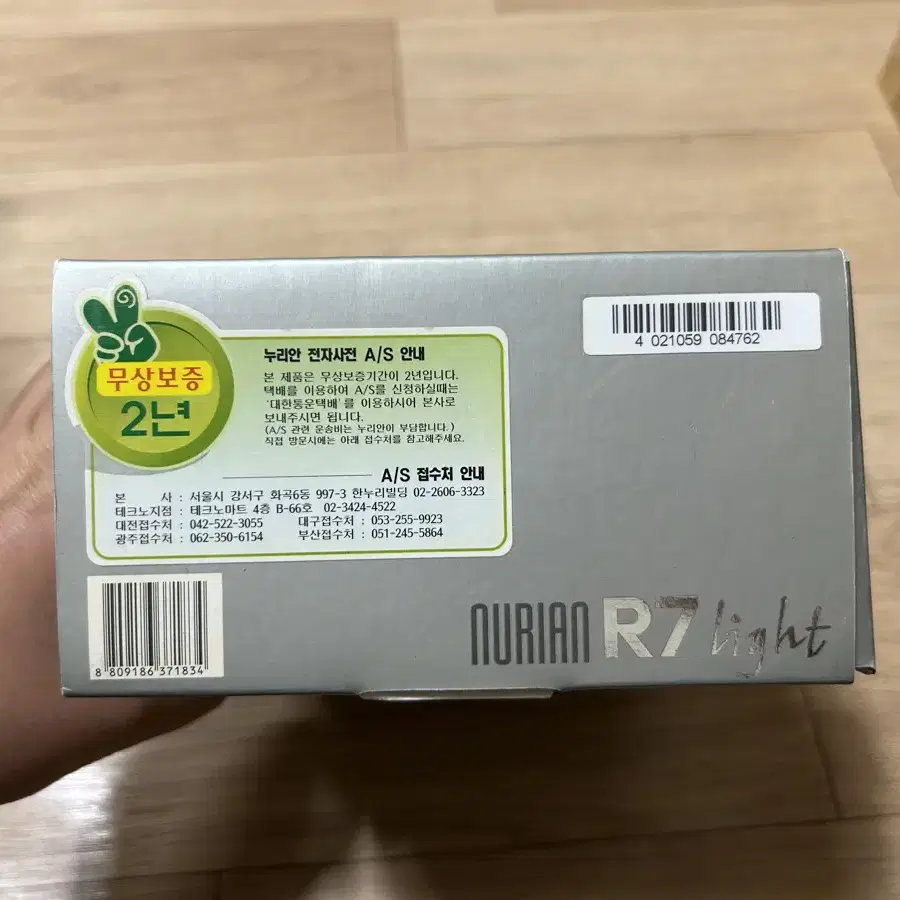 무상보증
2년
누리안 전자사전 A/S 안내
본 제품은 무상보증기간이 2년입니다.
택배를 이용하여 A/S를 신청하실때는
'대한통운택배'를 이용하시어 본사로
보내주시면 됩니다.
(A/S 관련 운송비는 누리안이 부담합니다.)
직접 방문시에는 아래 접수처를 참고해주세요.
A/S 접수처 안내
본 사 : 서울시 강서구 화곡6동 997-3 한누리빌딩 02-2606-3323
테크노지점 : 테크노마트 4층 B-66호 02-3424-4522
대전접수처 : 042-522-3055 대구접수처 : 053-255-9923
광주접수처 : 062-350-6154 부산접수처 : 051-245-5864
4 021059 084762
8 809186 371834
NURIAN R7 light